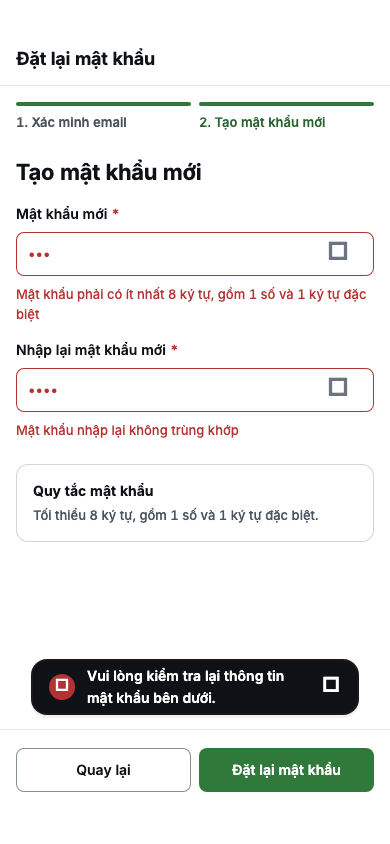 Đặt lại mật khẩu
1. Xác minh email
2. Tạo mật khẩu mới
Tạo mật khẩu mới
Mật khẩu mới *
Mật khẩu phải có ít nhất 8 ký tự, gồm 1 số và 1 ký tự đặc
biệt
Nhập lại mật khẩu mới *
Mật khẩu nhập lại không trùng khớp
Quy tắc mật khẩu
Tối thiểu 8 ký tự, gồm 1 số và 1 ký tự đặc biệt.
Vui lòng kiểm tra lại thông tin
mật khẩu bên dưới.
Quay lại
Đặt lại mật khẩu